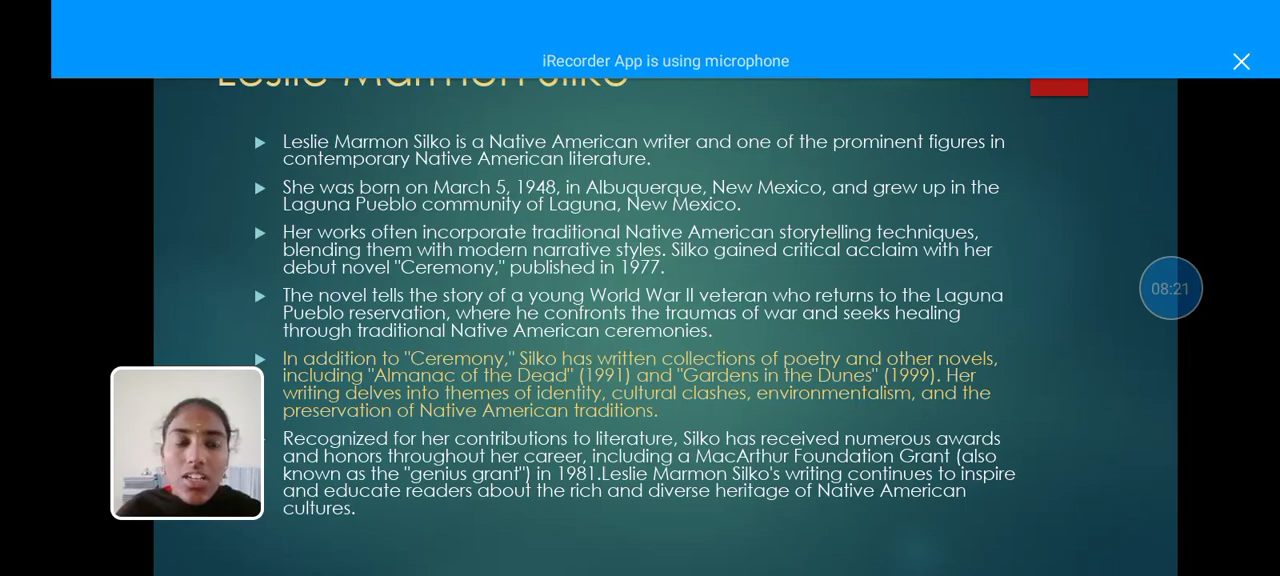 iRecorder App is using microphone
Leslie Marmon Silko
Leslie Marmon Silko is a Native American writer and one of the prominent figures in
contemporary Native American literature.
She was born on March 5, 1948, in Albuquerque, New Mexico, and grew up in the
Laguna Pueblo community of Laguna, New Mexico.
Her works often incorporate traditional Native American storytelling techniques,
blending them with modern narrative styles. Silko gained critical acclaim with her
debut novel "Ceremony," published in 1977.
The novel tells the story of a young World War II veteran who returns to the Laguna
Pueblo reservation, where he confronts the traumas of war and seeks healing
through traditional Native American ceremonies.
08:21
In addition to "Ceremony," Silko has written collections of poetry and other novels,
including "Almanac of the Dead" (1991) and "Gardens in the Dunes" (1999). Her
writing delves into themes of identity, cultural clashes, environmentalism, and the
preservation of Native American traditions.
Recognized for her contributions to literature, Silko has received numerous awards
and honors throughout her career, including a MacArthur Foundation Grant (also
known as the "genius grant") in 1981.Leslie Marmon Silko's writing continues to inspire
and educate readers about the rich and diverse heritage of Native American
cultures.